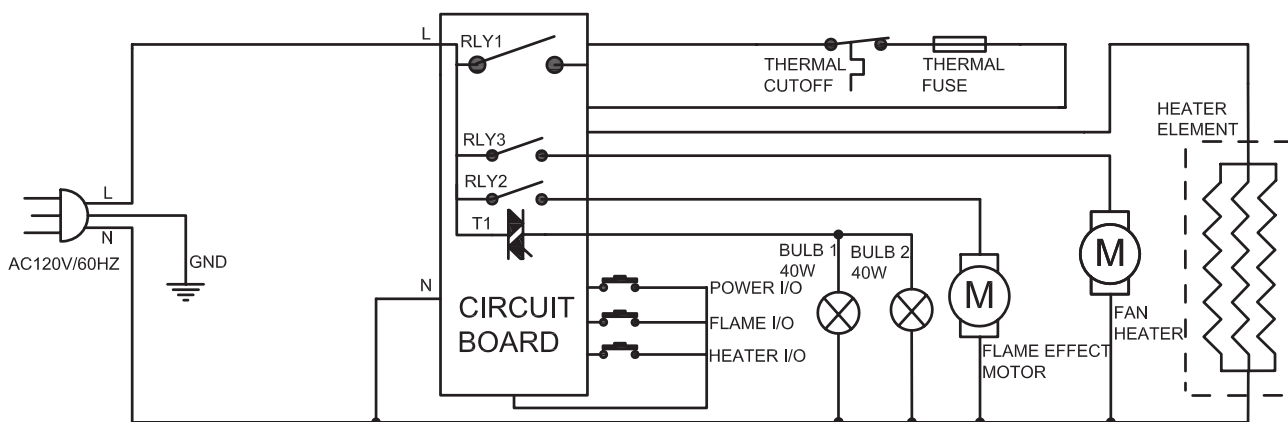 L
RLY1
THERMAL
CUTOFF
THERMAL
FUSE
HEATER
ELEMENT
RLY3
RLY2
T1
L
N
AC120V/60HZ
GND
N
CIRCUIT
BOARD
POWER I/O
FLAME I/O
HEATER I/O
BULB 1
40W
BULB 2
40W
M
FLAME EFFECT
MOTOR
M
FAN
HEATER